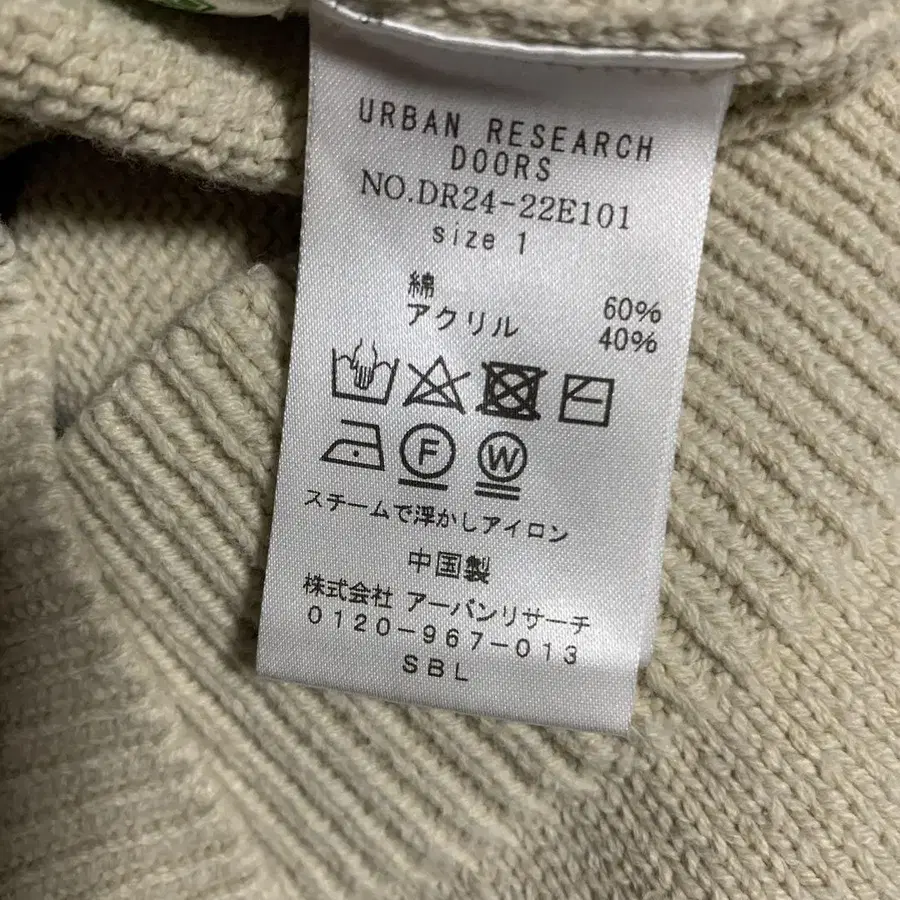 URBAN RESEARCH
DOORS
NO.DR24-22E101
size 1
綿 60%
アクリル 40%
F W
スチームで浮かしアイロン
中国製
株式会社 アーバンリサーチ
0120-967-013
SBL